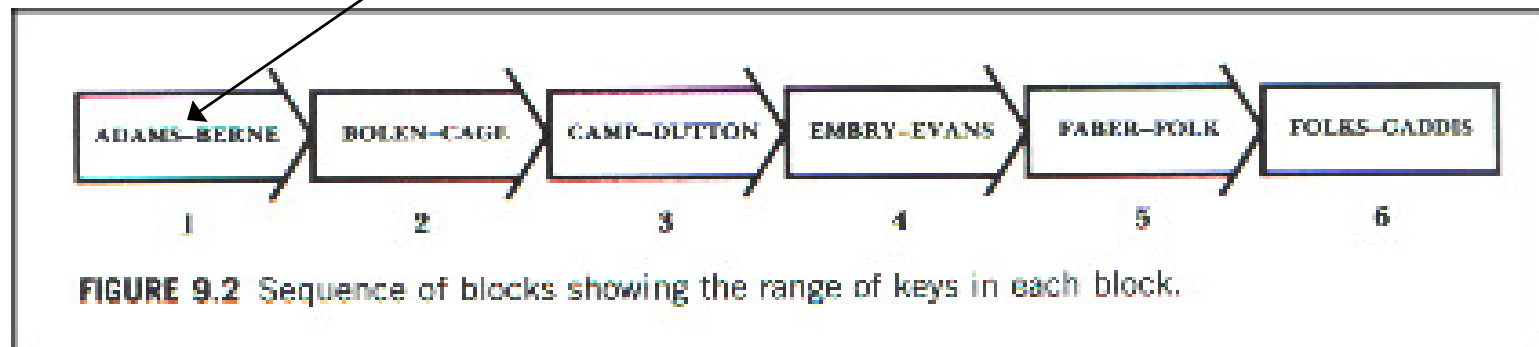 ADAMS–BERNE BOLEN–CAGE CAMP–DUTTON EMBRY–EVANS FABER–FOLK FOLKS–GADDIS
1 2 3 4 5 6
FIGURE 9.2 Sequence of blocks showing the range of keys in each block.